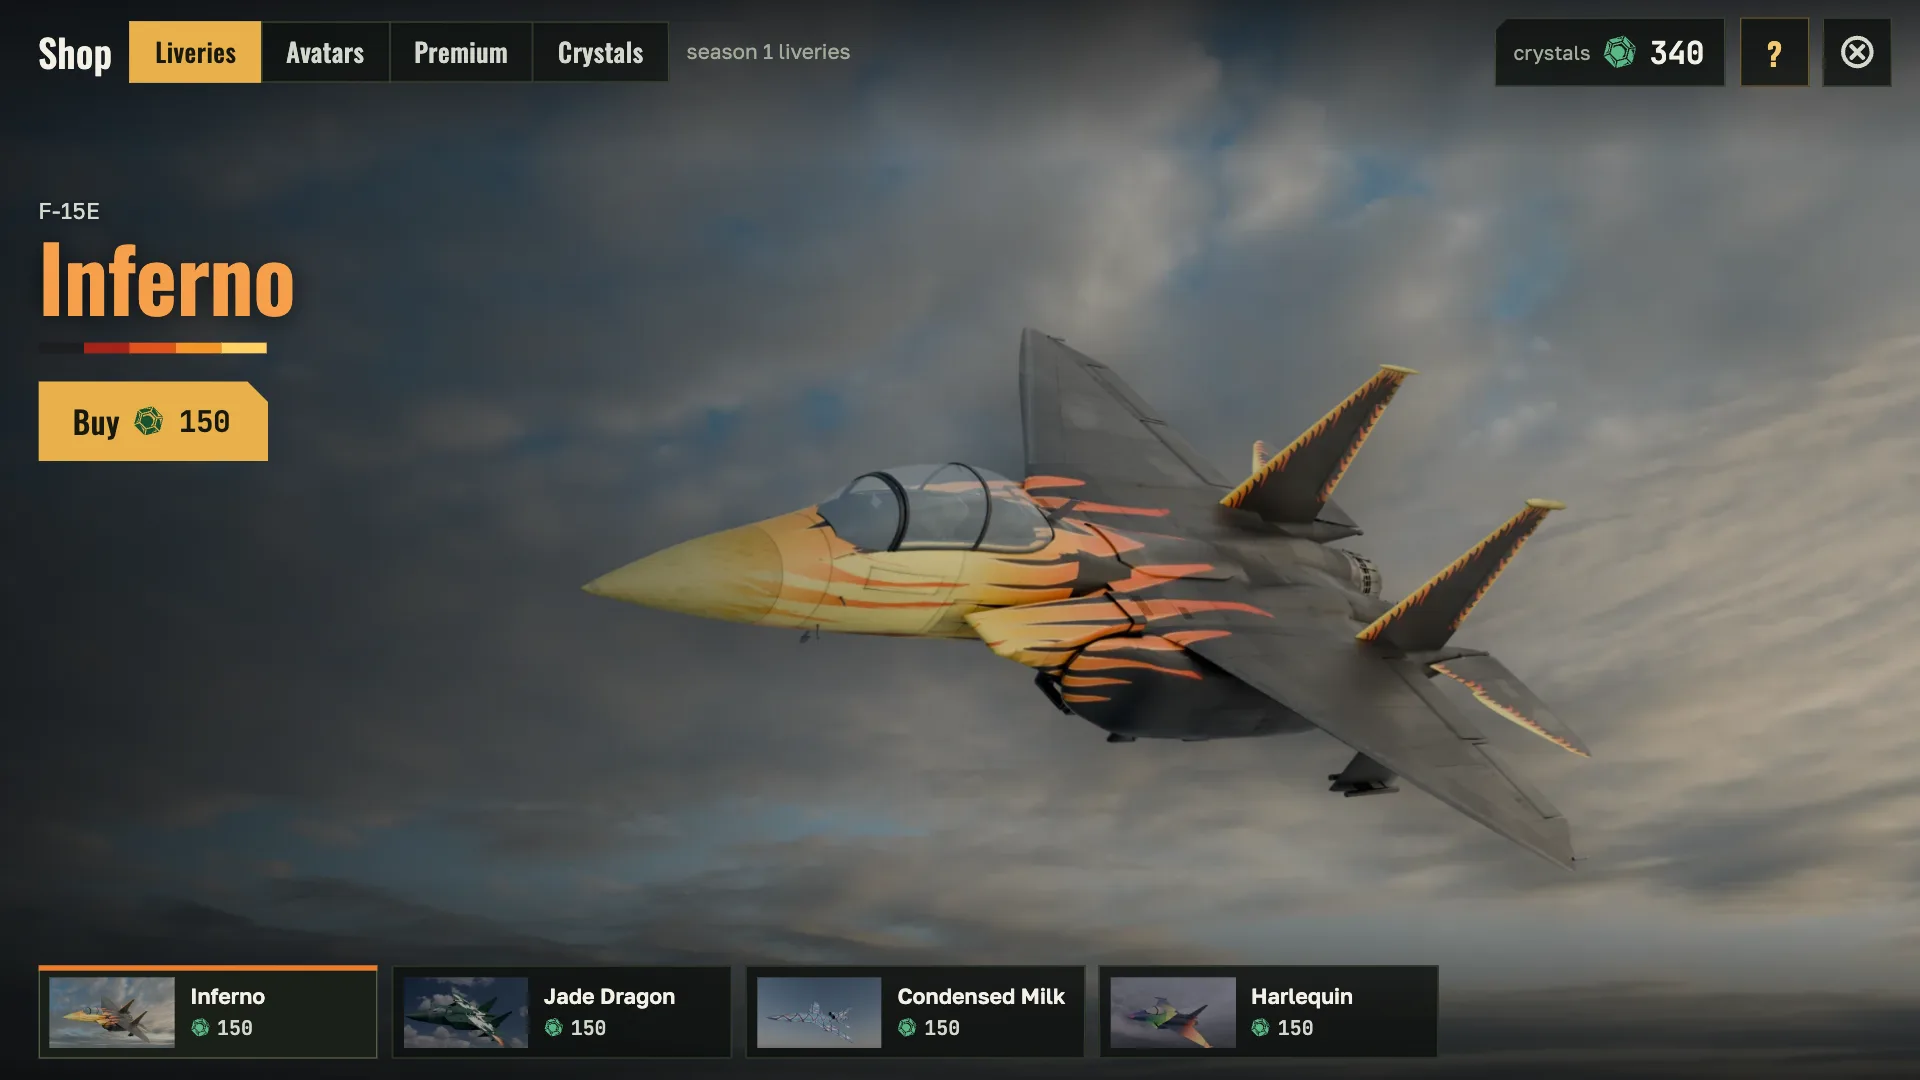 Shop
Liveries
Avatars
Premium
Crystals
season 1 liveries
crystals 340
?
F-15E
Inferno
Buy 150
Inferno
150
Jade Dragon
150
Condensed Milk
150
Harlequin
150